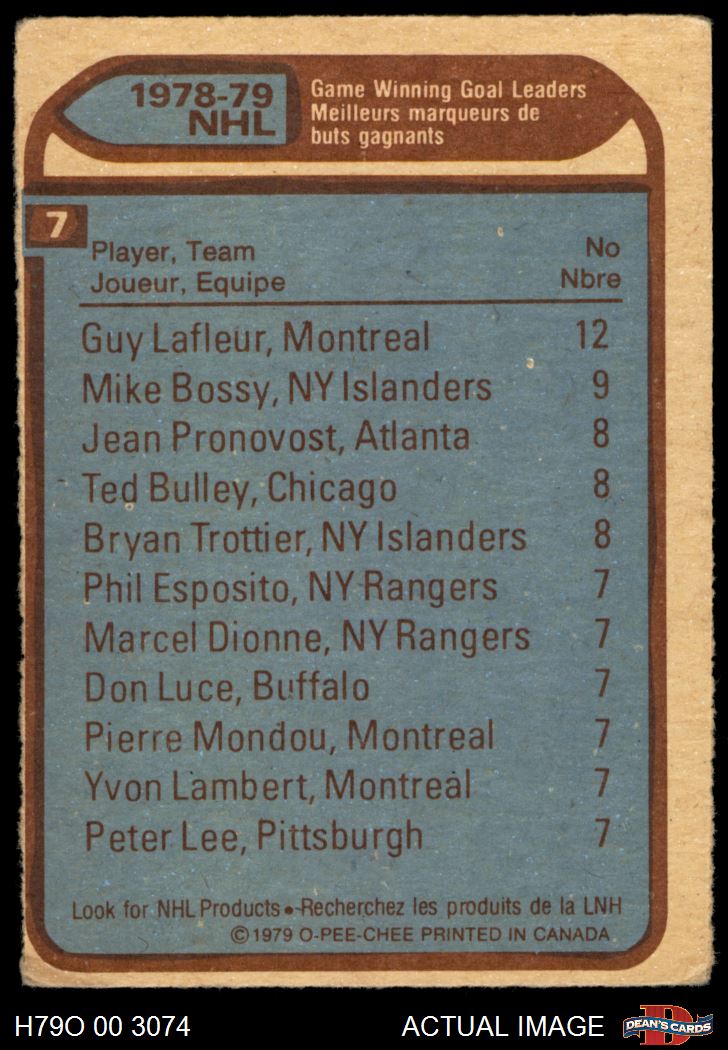 1978-79
NHL
Game Winning Goal Leaders
Meilleurs marqueurs de
buts gagnants
7
Player, Team No
Joueur, Equipe Nbre
Guy Lafleur, Montreal 12
Mike Bossy, NY Islanders 9
Jean Pronovost, Atlanta 8
Ted Bulley, Chicago 8
Bryan Trottier, NY Islanders 8
Phil Esposito, NY Rangers 7
Marcel Dionne, NY Rangers 7
Don Luce, Buffalo 7
Pierre Mondou, Montreal 7
Yvon Lambert, Montreal 7
Peter Lee, Pittsburgh 7
Look for NHL Products • Recherchez les produits de la LNH
© 1979 O-PEE-CHEE PRINTED IN CANADA
H79O 00 3074 ACTUAL IMAGE D DEAN'S CARDS